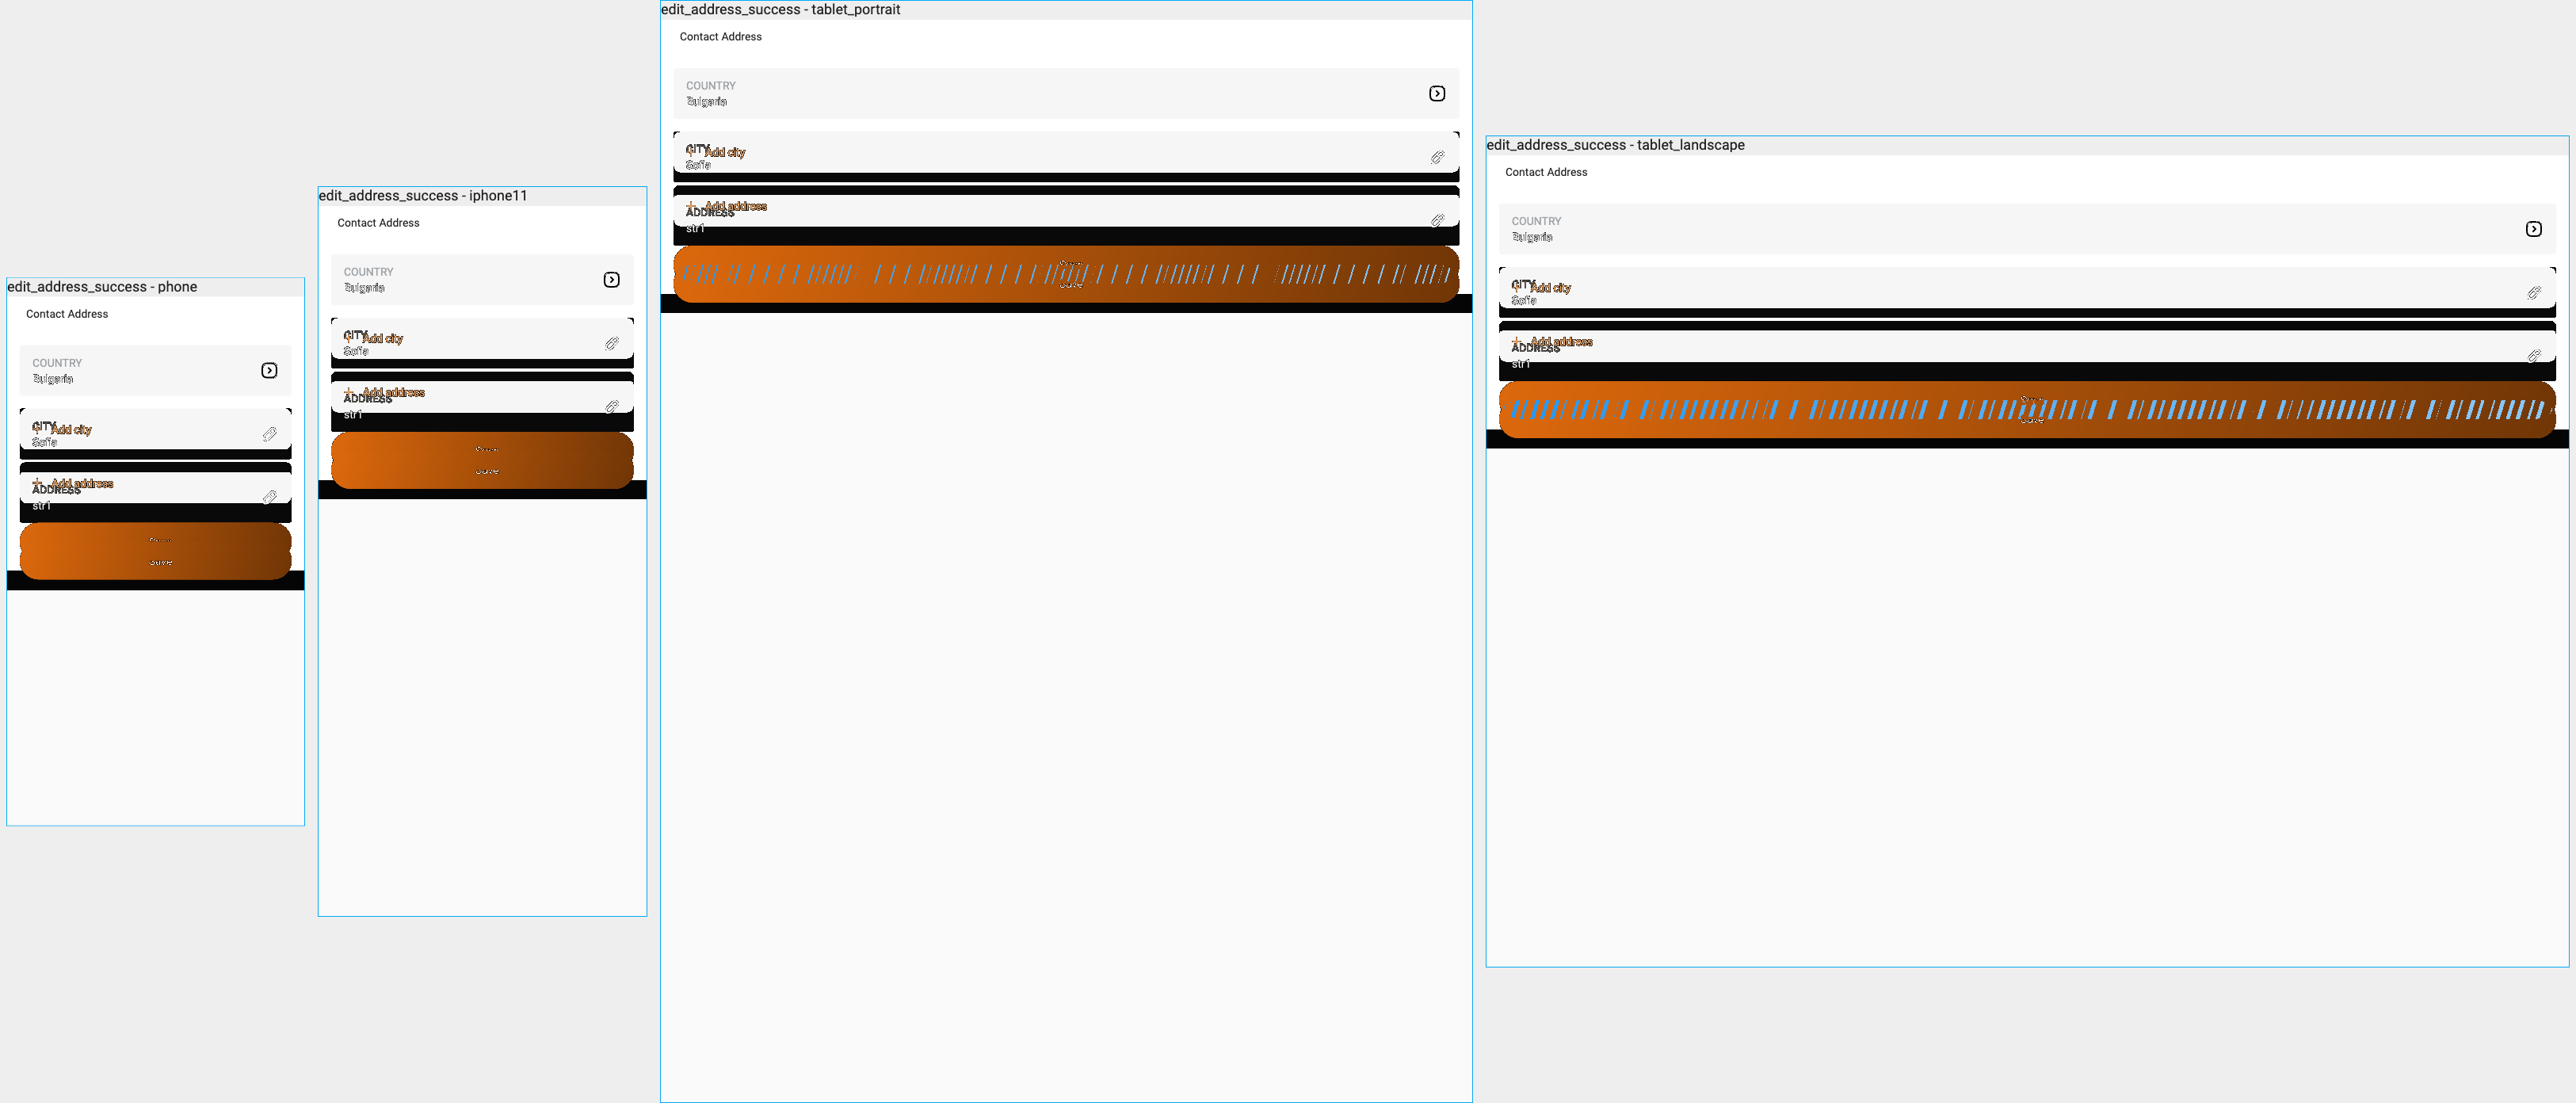 edit_address_success - phone
Contact Address
COUNTRY
Bulgaria
CITY
Add city
Sofia
Add address
ADDRESS
str1
Save
edit_address_success - iphone11
Contact Address
COUNTRY
Bulgaria
CITY
Add city
Sofia
Add address
ADDRESS
str1
Save
edit_address_success - tablet_portrait
Contact Address
COUNTRY
Bulgaria
CITY
Add city
Sofia
Add address
ADDRESS
str1
Save
edit_address_success - tablet_landscape
Contact Address
COUNTRY
Bulgaria
CITY
Add city
Sofia
Add address
ADDRESS
str1
Save